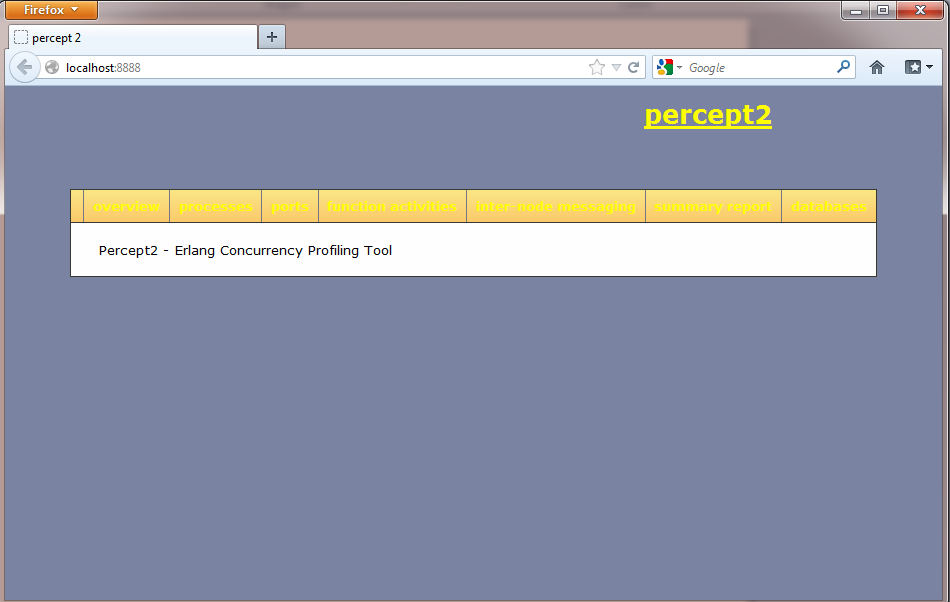 Firefox
percept 2
localhost:8888
Google
percept2
overview processes ports function activities inter-node messaging summary report databases
Percept2 - Erlang Concurrency Profiling Tool